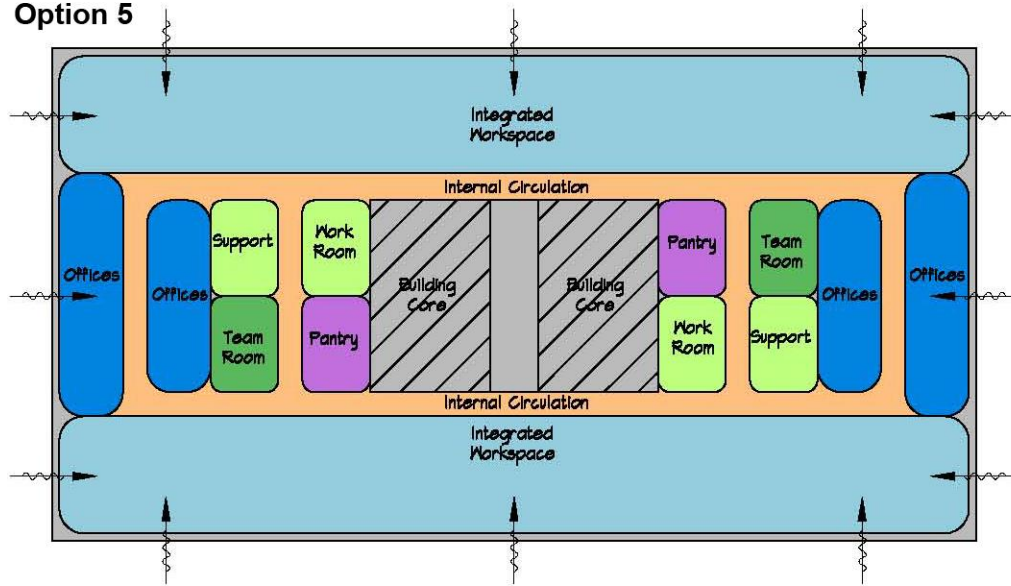 Option 5
Integrated
Workspace
Internal Circulation
Offices
Offices
Support
Team
Room
Work
Room
Pantry
Building
Core
Building
Core
Pantry
Work
Room
Team
Room
Support
Offices
Offices
Internal Circulation
Integrated
Workspace